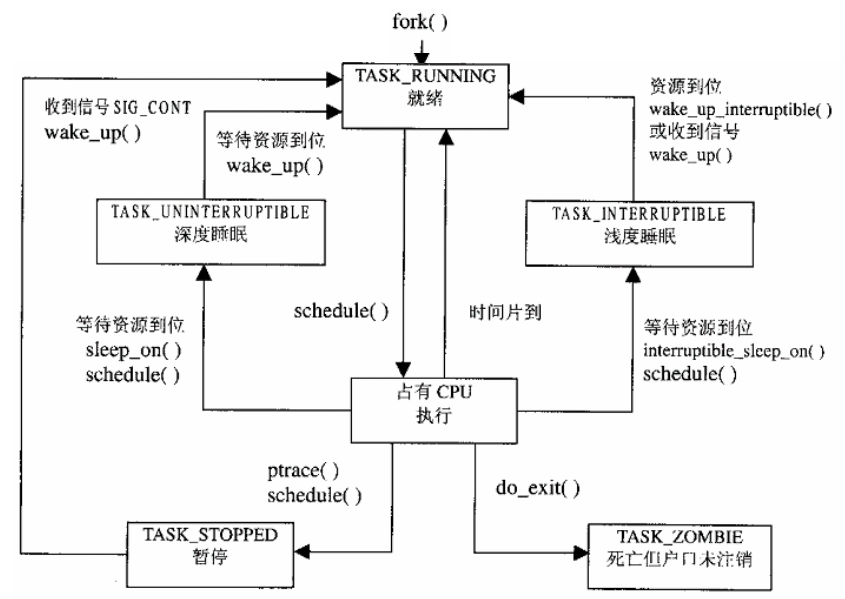 fork( )
TASK_RUNNING
就绪
收到信号 SIG_CONT
wake_up( )
等待资源到位
wake_up( )
资源到位
wake_up_interruptible( )
或收到信号
wake_up( )
TASK_UNINTERRUPTIBLE
深度睡眠
TASK_INTERRUPTIBLE
浅度睡眠
schedule( )
时间片到
等待资源到位
sleep_on( )
schedule( )
等待资源到位
interruptible_sleep_on( )
schedule( )
占有 CPU
执行
ptrace( )
schedule( )
do_exit( )
TASK_STOPPED
暂停
TASK_ZOMBIE
死亡但户口未注销